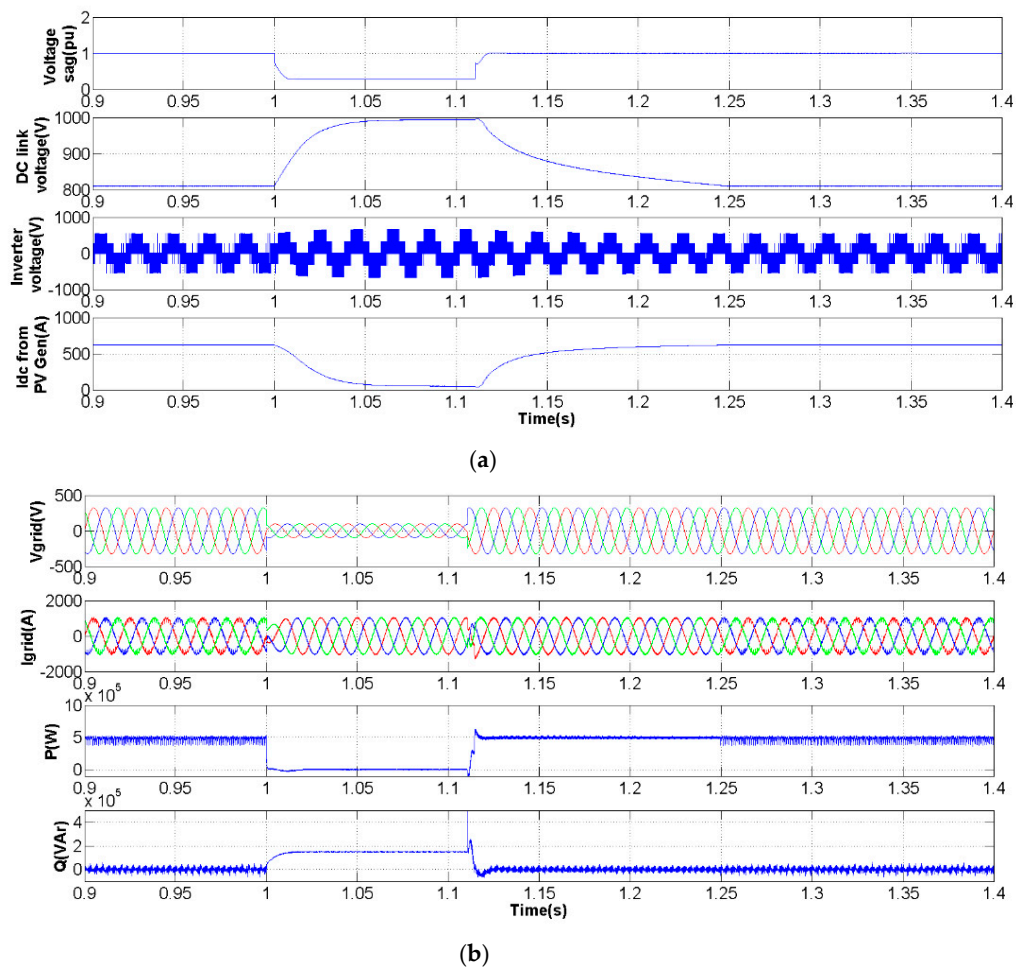 2
1
0
Voltage
sag(pu)
0.9 0.95 1 1.05 1.1 1.15 1.2 1.25 1.3 1.35 1.4
1000
900
800
DC link
voltage(V)
0.9 0.95 1 1.05 1.1 1.15 1.2 1.25 1.3 1.35 1.4
1000
0
-1000
Inverter
voltage(V)
0.9 0.95 1 1.05 1.1 1.15 1.2 1.25 1.3 1.35 1.4
1000
500
0
Idc from
PV Gen(A)
0.9 0.95 1 1.05 1.1 1.15 1.2 1.25 1.3 1.35 1.4
Time(s)
(a)
500
0
-500
Vgrid(V)
0.9 0.95 1 1.05 1.1 1.15 1.2 1.25 1.3 1.35 1.4
2000
0
-2000
Igrid(A)
0.9 0.95 1 1.05 1.1 1.15 1.2 1.25 1.3 1.35 1.4
x 10^5
10
5
0
P(W)
0.9 0.95 1 1.05 1.1 1.15 1.2 1.25 1.3 1.35 1.4
x 10^5
4
2
0
Q(VAr)
0.9 0.95 1 1.05 1.1 1.15 1.2 1.25 1.3 1.35 1.4
Time(s)
(b)